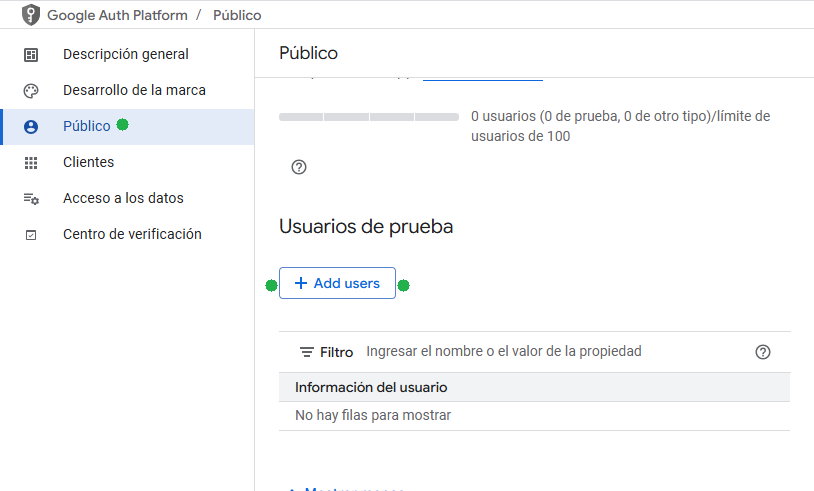 Google Auth Platform / Público
Descripción general
Desarrollo de la marca
Público
Clientes
Acceso a los datos
Centro de verificación
Público
0 usuarios (0 de prueba, 0 de otro tipo)/límite de
usuarios de 100
Usuarios de prueba
+ Add users
Filtro Ingresar el nombre o el valor de la propiedad
Información del usuario
No hay filas para mostrar